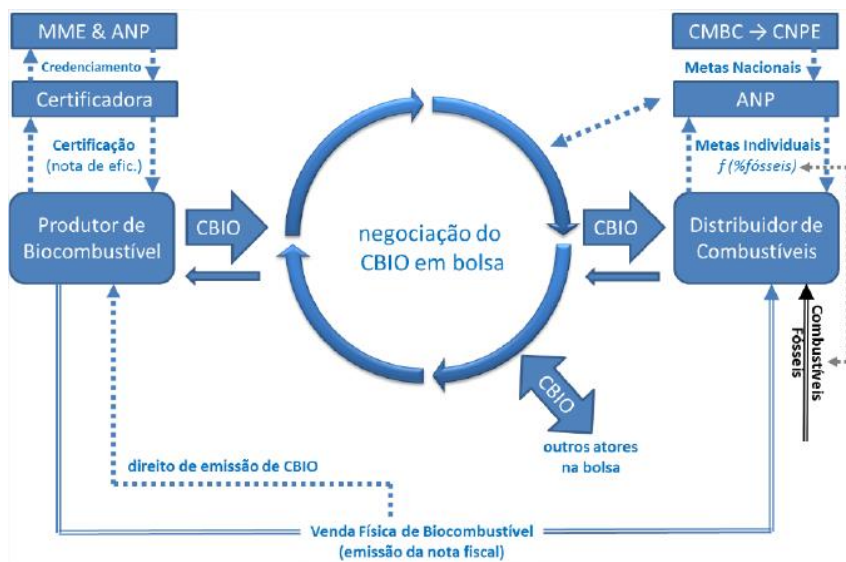 MME & ANP
Credenciamento
Certificadora
Certificação
(nota de efic.)
Produtor de
Biocombustível
CBIO
negociação do
CBIO em bolsa
CMBC → CNPE
Metas Nacionais
ANP
Metas Individuais
f (%fósseis)
CBIO
Distribuidor de
Combustíveis
Combustíveis
Fósseis
CBIO
outros atores
na bolsa
direito de emissão de CBIO
Venda Física de Biocombustível
(emissão da nota fiscal)